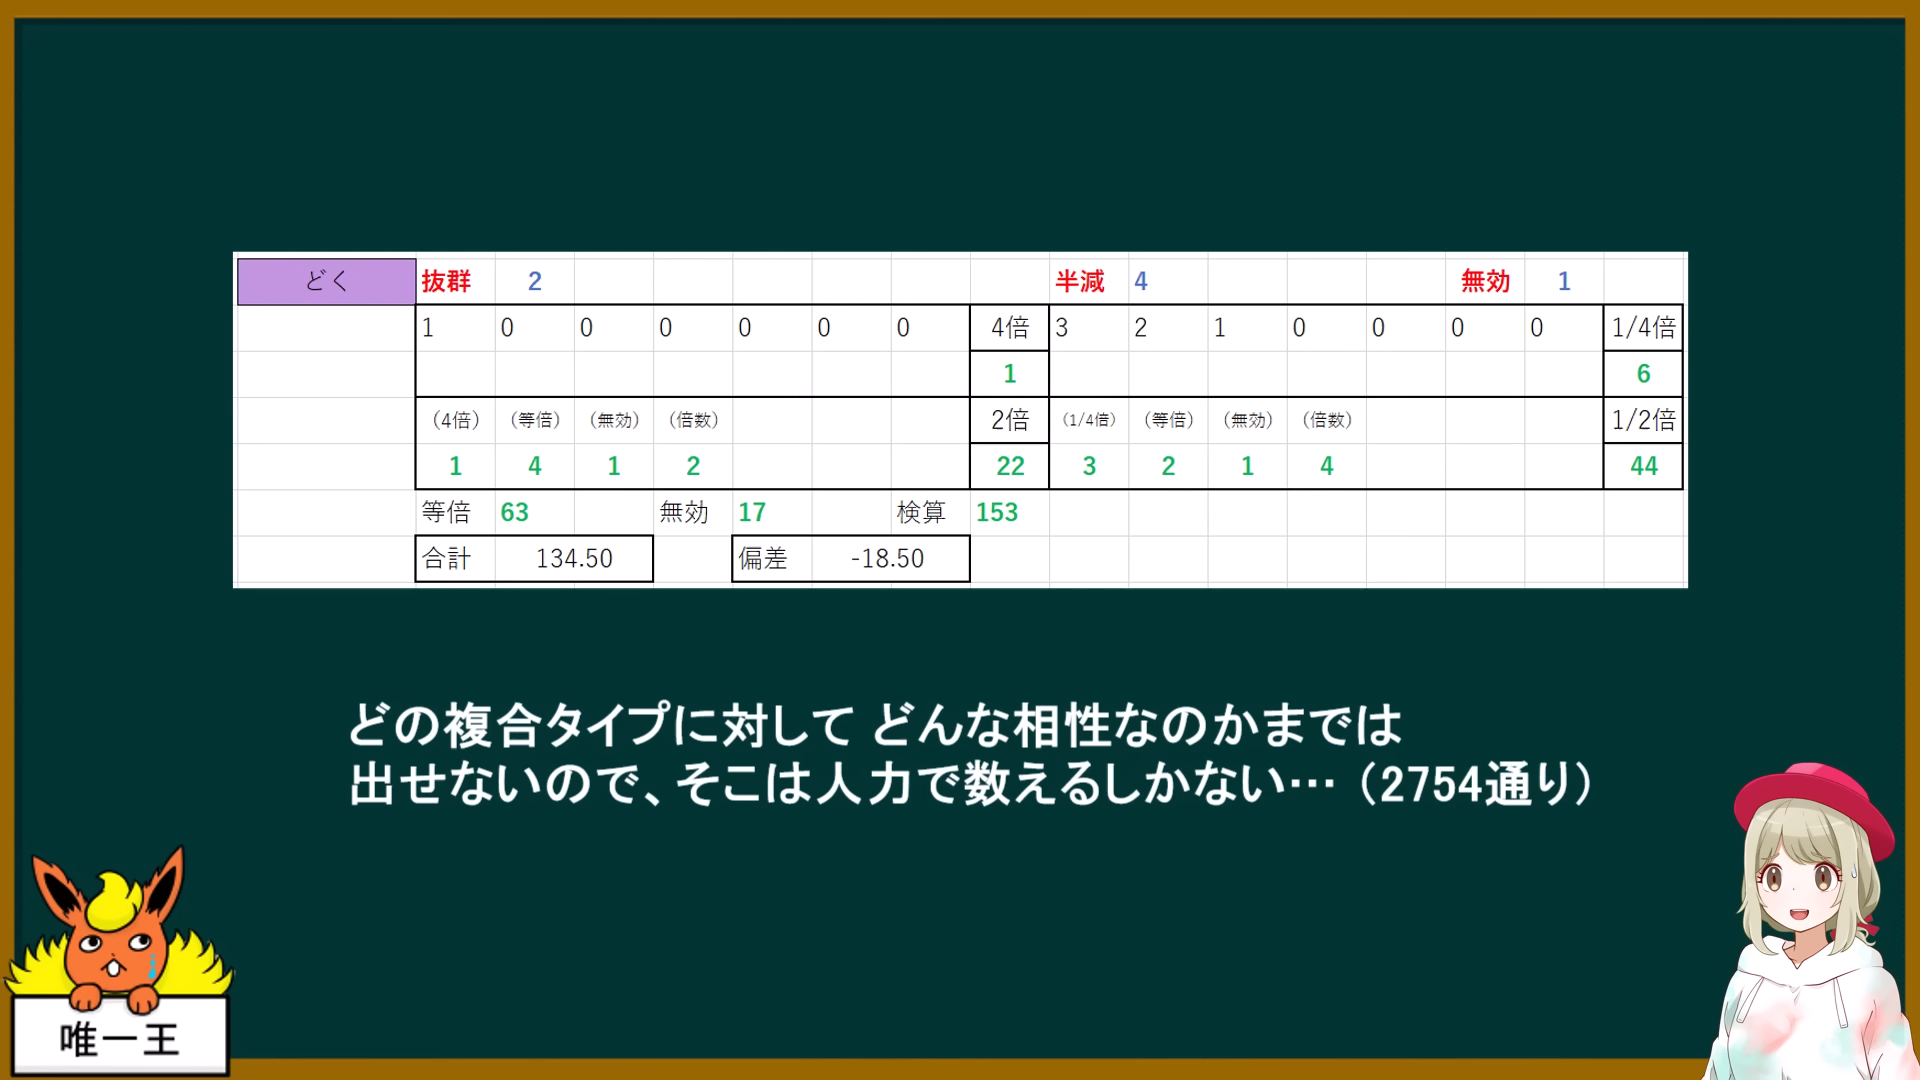 どく 抜群 2 半減 4 無効 1
1 0 0 0 0 0 0 4倍 3 2 1 0 0 0 0 1/4倍
1 6
（4倍） （等倍） （無効） （倍数） 2倍 （1/4倍） （等倍） （無効） （倍数） 1/2倍
1 4 1 2 22 3 2 1 4 44
等倍 63 無効 17 検算 153
合計 134.50 偏差 -18.50
どの複合タイプに対して どんな相性なのかまでは
出せないので、そこは人力で数えるしかない…（2754通り）
唯一王